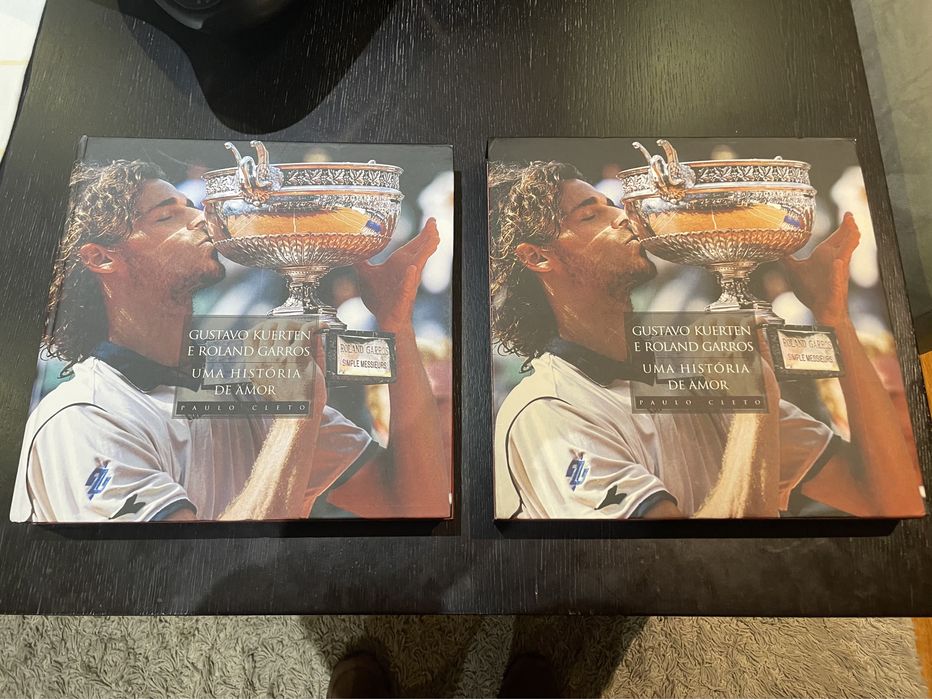 GUSTAVO KUERTEN
E ROLAND GARROS
UMA HISTÓRIA
DE AMOR
PAULO CLETO
ROLAND GARROS
SIMPLE MESSIEURS
GUSTAVO KUERTEN
E ROLAND GARROS
UMA HISTÓRIA
DE AMOR
PAULO CLETO
ROLAND GARROS
SIMPLE MESSIEURS